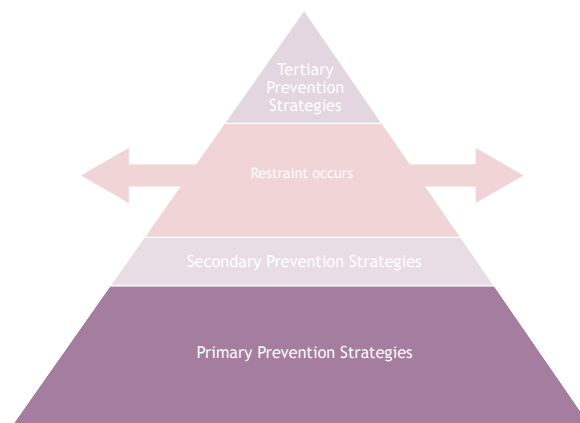 Tertiary
Prevention
Strategies
Restraint occurs
Secondary Prevention Strategies
Primary Prevention Strategies